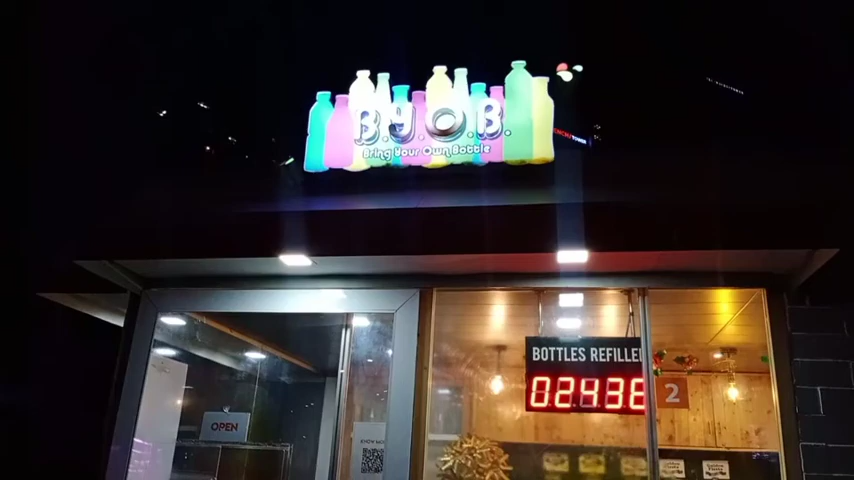 B.Y.O.B.
Bring Your Own Bottle
BOTTLES REFILLED
02438
2
OPEN